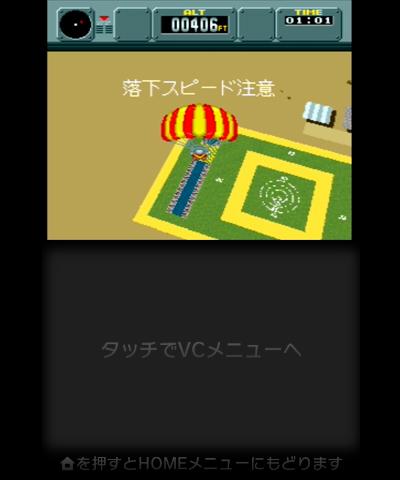 ALT
00406FT
TIME
01:01
落下スピード注意
タッチでVCメニューへ
を押すとHOMEメニューにもどります